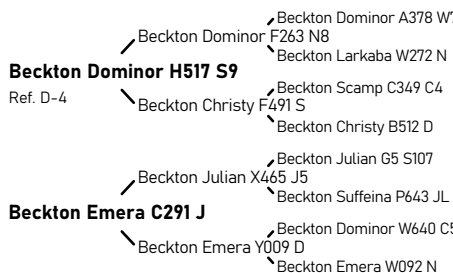 Beckton Dominor A378 W
Beckton Dominor F263 N8
Beckton Larkaba W272 N
Beckton Dominor H517 S9
Ref. D-4
Beckton Scamp C349 C4
Beckton Christy F491 S
Beckton Christy B512 D
Beckton Julian G5 S107
Beckton Julian X465 J5
Beckton Suffeina P643 JL
Beckton Emera C291 J
Beckton Dominor W640 C5
Beckton Emera Y009 D
Beckton Emera W092 N